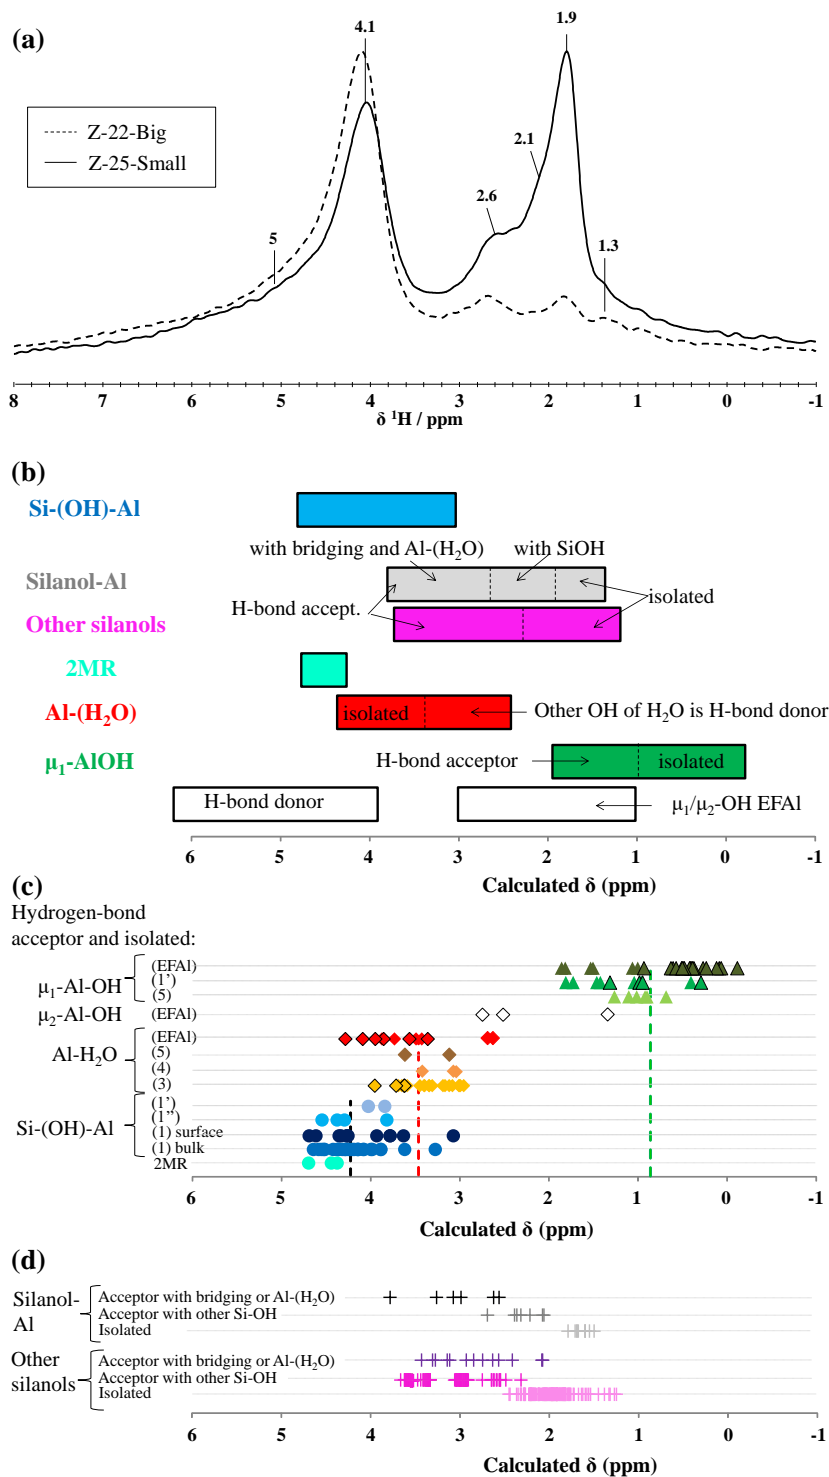 (a)
4.1
1.9
Z-22-Big
Z-25-Small
2.1
2.6
5
1.3
8 7 6 5 4 3 2 1 0 -1
δ ¹H / ppm
(b)
Si-(OH)-Al
with bridging and Al-(H₂O) with SiOH
Silanol-Al
H-bond accept. isolated
Other silanols
2MR
Al-(H₂O) isolated Other OH of H₂O is H-bond donor
μ₁-AlOH H-bond acceptor isolated
H-bond donor μ₁/μ₂-OH EFAl
6 5 4 3 2 1 0 -1
Calculated δ (ppm)
(c)
Hydrogen-bond
acceptor and isolated:
(EFAl)
μ₁-Al-OH (1')
(5)
μ₂-Al-OH (EFAl)
(EFAl)
Al-H₂O (5)
(4)
(3)
(1')
Si-(OH)-Al (1'')
(1) surface
(1) bulk
2MR
6 5 4 3 2 1 0 -1
Calculated δ (ppm)
(d)
Silanol- Acceptor with bridging or Al-(H₂O)
Al Acceptor with other Si-OH
Isolated
6 5 4 3 2 1 0 -1
Other Acceptor with bridging or Al-(H₂O)
silanols Acceptor with other Si-OH
Isolated
6 5 4 3 2 1 0 -1
Calculated δ (ppm)